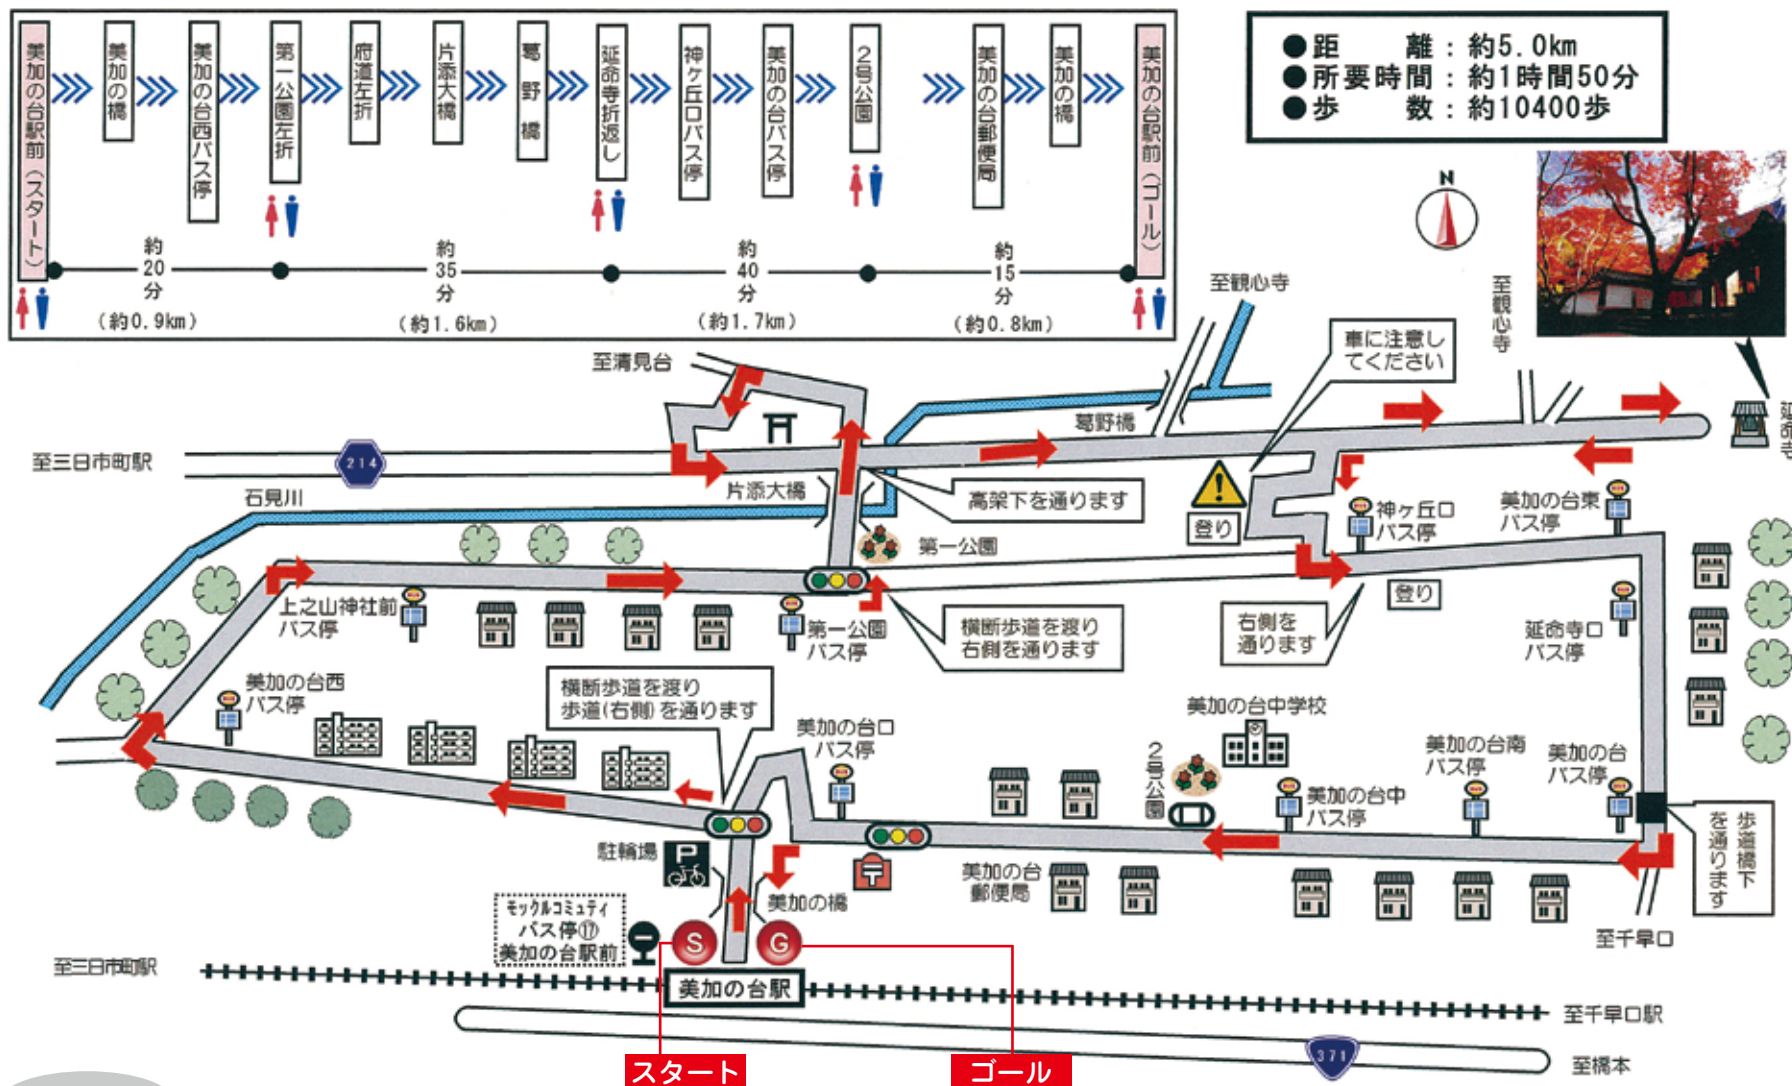 美加の台駅前（スタート）
美加の橋
美加の台西バス停
第一公園左折
府道左折
片添大橋
葛野橋
延命寺折返し
神ヶ丘口バス停
美加の台バス停
2号公園
美加の台郵便局
美加の橋
美加の台駅前（ゴール）
約
20
分
(約0.9km)
約
35
分
(約1.6km)
約
40
分
(約1.7km)
約
15
分
(約0.8km)
●距　　離：約5.0km
●所要時間：約1時間50分
●歩　　数：約10400歩
N
至観心寺
至観心寺
至清見台
車に注意し
てください
葛野橋
延命寺
至三日市町駅
214
石見川
片添大橋
高架下を通ります
登り
神ヶ丘口
バス停
美加の台東
バス停
第一公園
上之山神社前
バス停
第一公園
バス停
横断歩道を渡り
右側を通ります
右側を
通ります
登り
延命寺口
バス停
美加の台西
バス停
横断歩道を渡り
歩道(右側)を通ります
美加の台口
バス停
美加の台中学校
2号公園
美加の台中
バス停
美加の台南
バス停
美加の台
バス停
歩道橋下
を通ります
駐輪場
P
美加の橋
美加の台
郵便局
モックルコミュティ
バス停⑰
美加の台駅前
S
G
至千早口
至三日市町駅
美加の台駅
至千早口駅
371
至橋本
スタート
ゴール